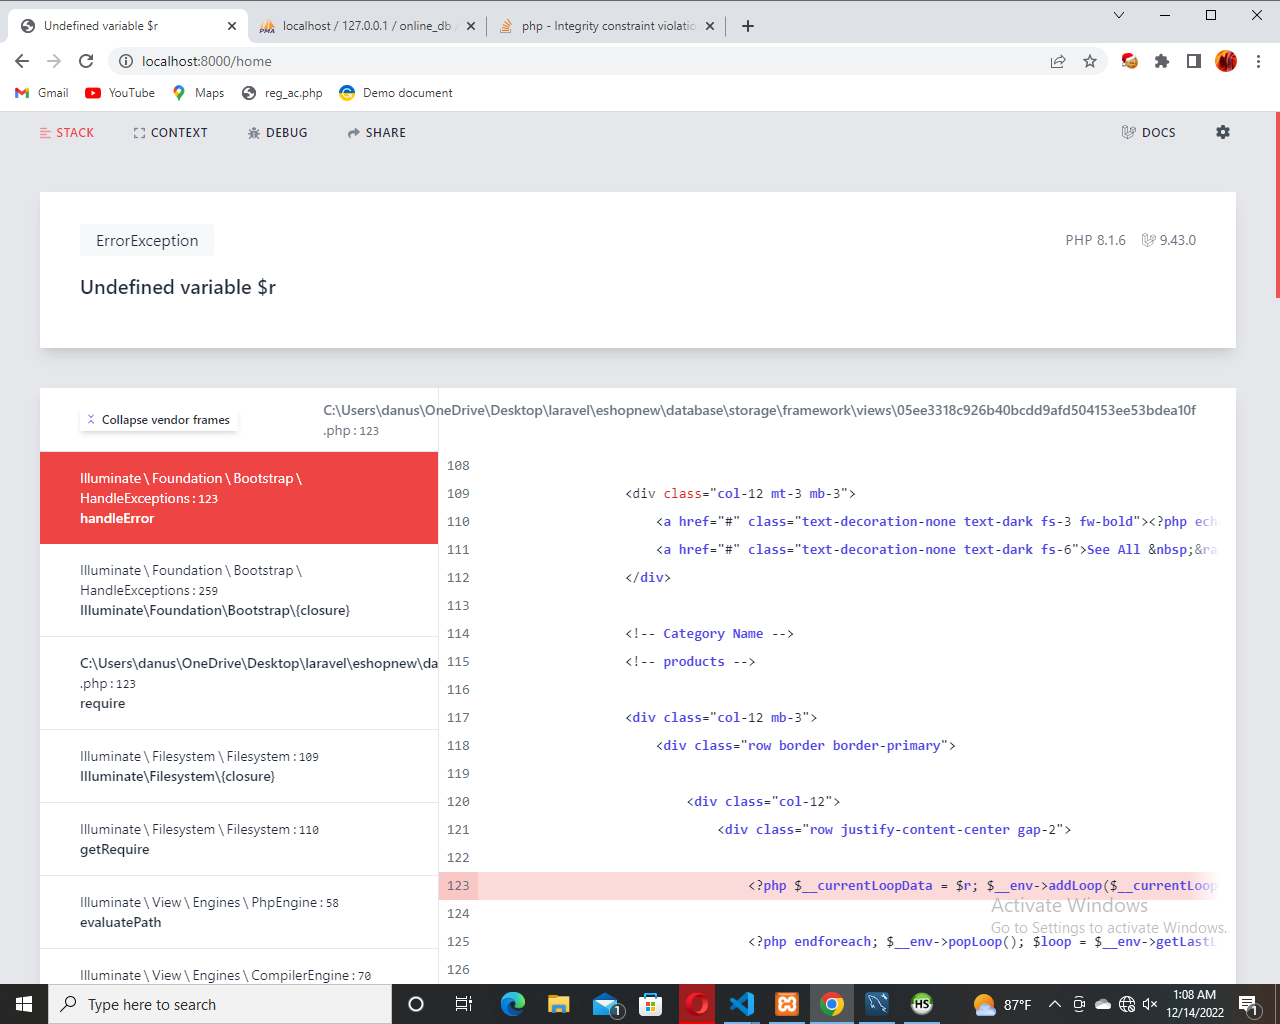 Undefined variable $r
localhost / 127.0.0.1 / online_db
php - Integrity constraint violatio
localhost:8000/home
Gmail
YouTube
Maps
reg_ac.php
Demo document
STACK
CONTEXT
DEBUG
SHARE
DOCS
ErrorException
PHP 8.1.6
9.43.0
Undefined variable $r
Collapse vendor frames
C:\Users\danus\OneDrive\Desktop\laravel\eshopnew\database\storage\framework\views\05ee3318c926b40bcdd9afd504153ee53bdea10f
.php : 123
Illuminate \ Foundation \ Bootstrap \
HandleExceptions : 123
handleError
Illuminate \ Foundation \ Bootstrap \
HandleExceptions : 259
Illuminate\Foundation\Bootstrap\{closure}
C:\Users\danus\OneDrive\Desktop\laravel\eshopnew\da
.php : 123
require
Illuminate \ Filesystem \ Filesystem : 109
Illuminate\Filesystem\{closure}
Illuminate \ Filesystem \ Filesystem : 110
getRequire
Illuminate \ View \ Engines \ PhpEngine : 58
evaluatePath
Illuminate \ View \ Engines \ CompilerEngine : 70
108
109 <div class="col-12 mt-3 mb-3">
110 <a href="#" class="text-decoration-none text-dark fs-3 fw-bold"><?php ech
111 <a href="#" class="text-decoration-none text-dark fs-6">See All &nbsp;&ra
112 </div>
113
114 <!-- Category Name -->
115 <!-- products -->
116
117 <div class="col-12 mb-3">
118 <div class="row border border-primary">
119
120 <div class="col-12">
121 <div class="row justify-content-center gap-2">
122
123 <?php $__currentLoopData = $r; $__env->addLoop($__currentLoop
124
125 <?php endforeach; $__env->popLoop(); $loop = $__env->getLastL
126
Activate Windows
Go to Settings to activate Windows.
Type here to search
1
HS
87°F
1:08 AM
12/14/2022
1